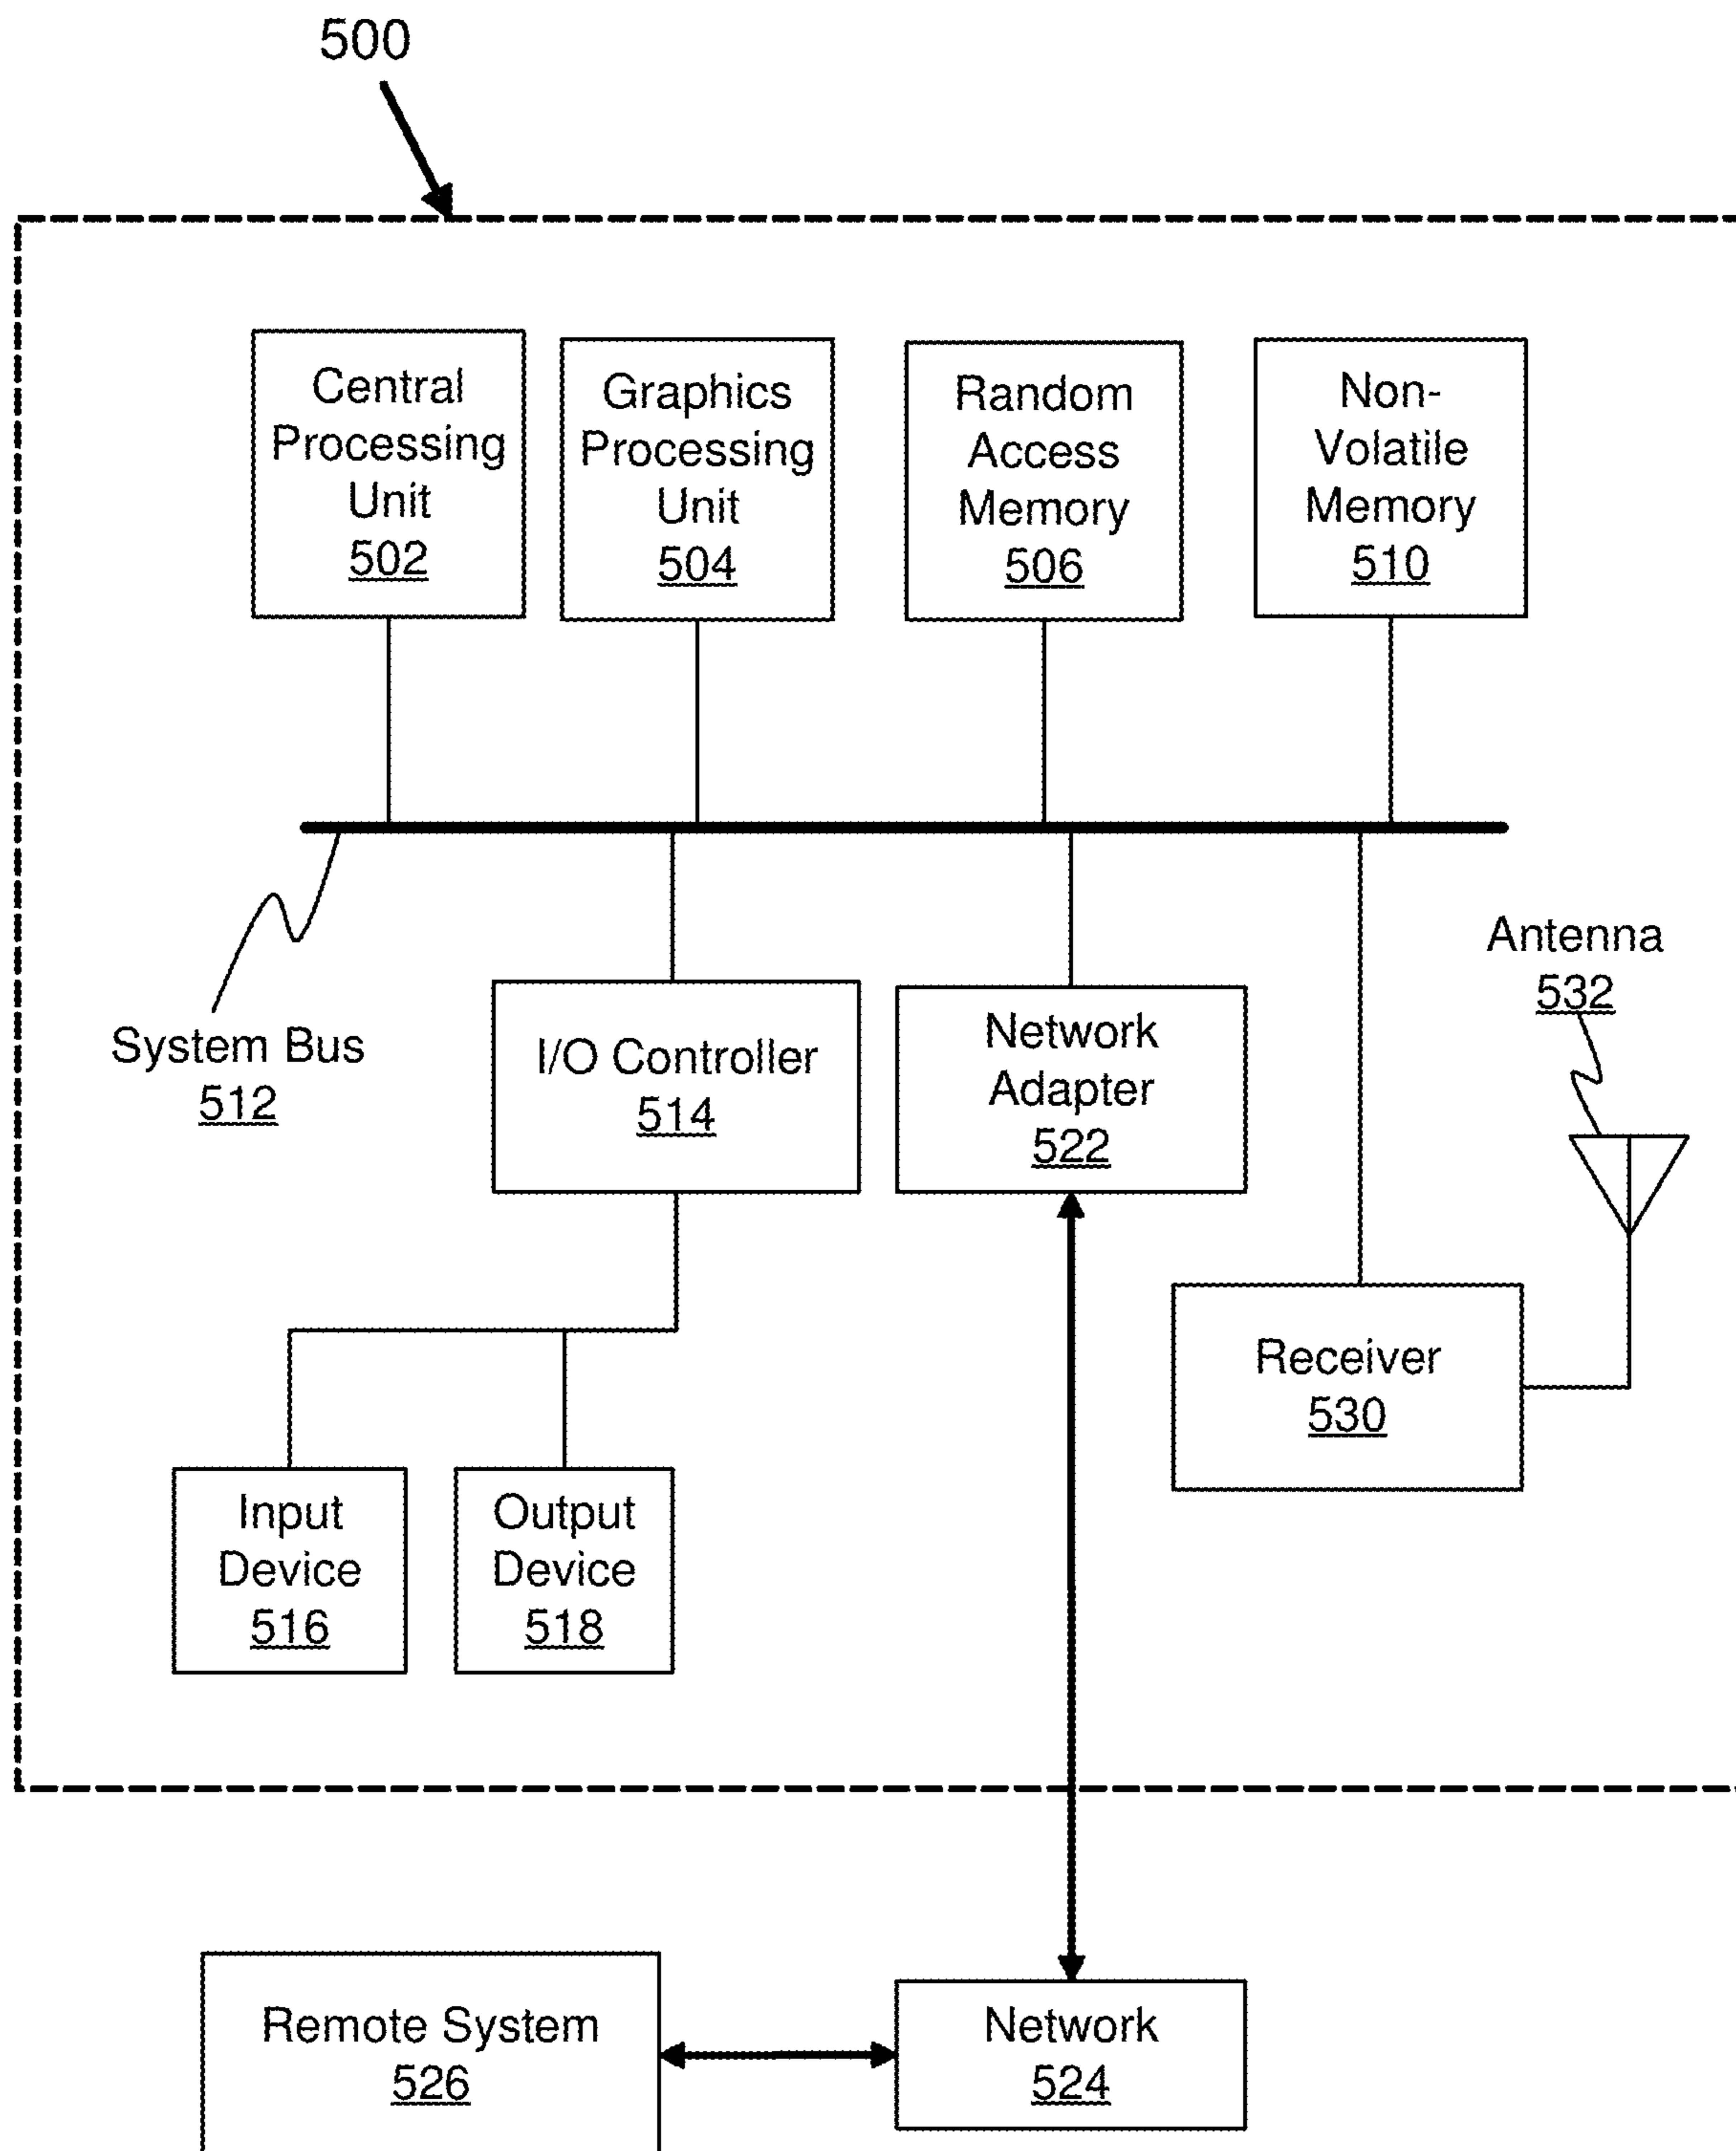 500
Central
Processing
Unit
502
Graphics
Processing
Unit
504
Random
Access
Memory
506
Non-
Volatile
Memory
510
System Bus
512
I/O Controller
514
Network
Adapter
522
Antenna
532
Receiver
530
Input
Device
516
Output
Device
518
Remote System
526
Network
524